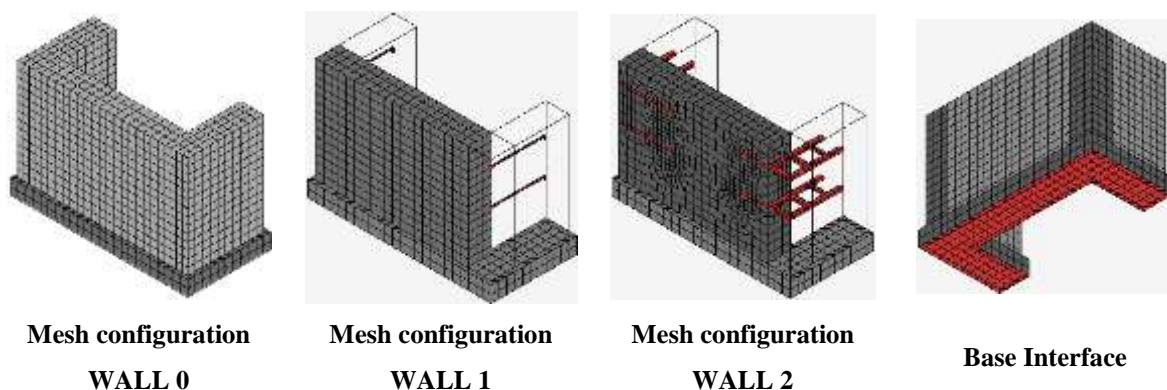 Mesh configuration
WALL 0
Mesh configuration
WALL 1
Mesh configuration
WALL 2
Base Interface